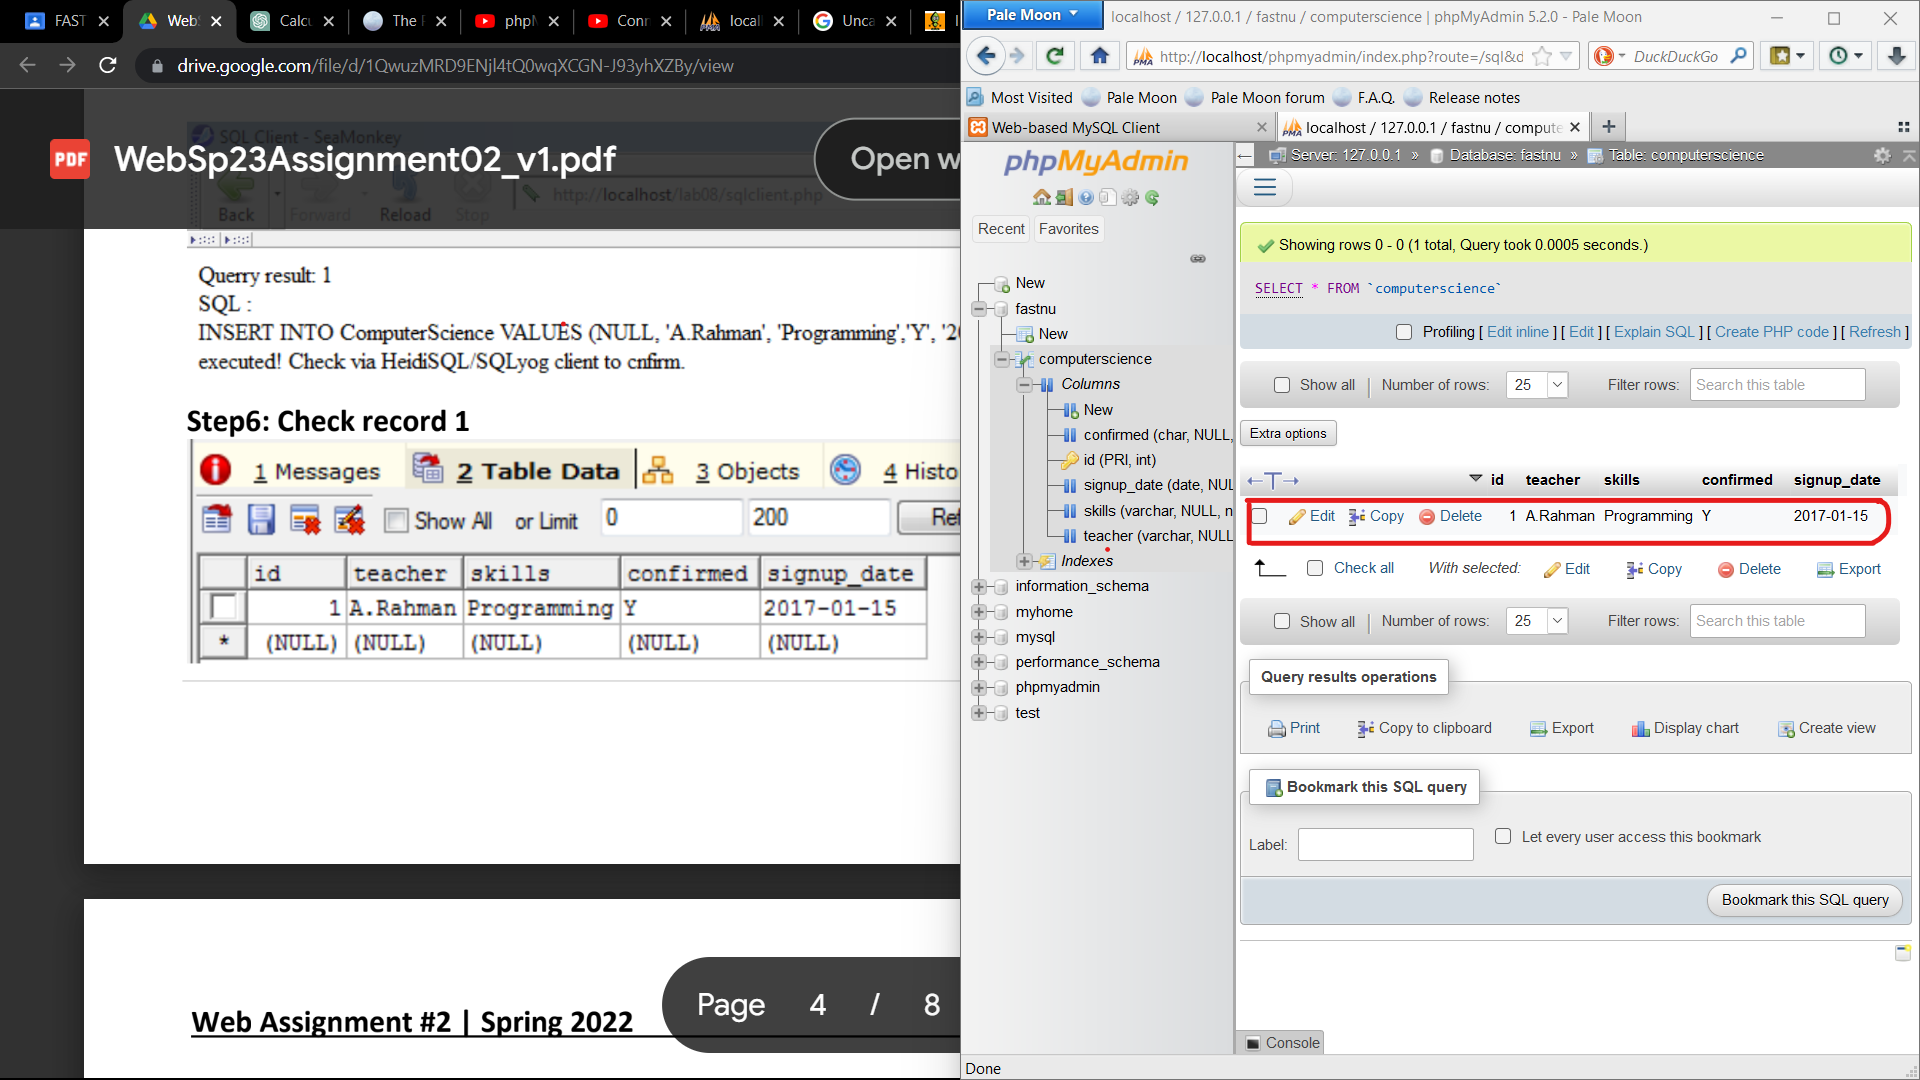 FAST
WebS
Calcu
The F
phpM
Conn
locall
Unca
drive.google.com/file/d/1QwuzMRD9ENjl4tQ0wqXCGN-J93yhXZBy/view
SQL Client - SeaMonkey
PDF WebSp23Assignment02_v1.pdf
Open w
Back Forward Reload Stop http://localhost/lab08/sqlclient.php
Querry result: 1
SQL :
INSERT INTO ComputerScience VALUES (NULL, 'A.Rahman', 'Programming','Y', '20
executed! Check via HeidiSQL/SQLyog client to cnfirm.
Step6: Check record 1
1 Messages 2 Table Data 3 Objects 4 Histo
Show All or Limit 0 200 Ref
id teacher skills confirmed signup_date
1 A.Rahman Programming Y 2017-01-15
* (NULL) (NULL) (NULL) (NULL) (NULL)
Web Assignment #2 | Spring 2022
Page 4 / 8
Pale Moon
localhost / 127.0.0.1 / fastnu / computerscience | phpMyAdmin 5.2.0 - Pale Moon
PMA http://localhost/phpmyadmin/index.php?route=/sql&d
DuckDuckGo
Most Visited Pale Moon Pale Moon forum F.A.Q. Release notes
Web-based MySQL Client
PMA localhost / 127.0.0.1 / fastnu / compute
phpMyAdmin
Recent Favorites
New
fastnu
New
computerscience
Columns
New
confirmed (char, NULL,
id (PRI, int)
signup_date (date, NUL
skills (varchar, NULL, n
teacher (varchar, NULL
Indexes
information_schema
myhome
mysql
performance_schema
phpmyadmin
test
Server: 127.0.0.1 » Database: fastnu » Table: computerscience
Showing rows 0 - 0 (1 total, Query took 0.0005 seconds.)
SELECT * FROM `computerscience`
Profiling [ Edit inline ] [ Edit ] [ Explain SQL ] [ Create PHP code ] [ Refresh ]
Show all | Number of rows: 25 Filter rows: Search this table
Extra options
←T→ id teacher skills confirmed signup_date
Edit Copy Delete 1 A.Rahman Programming Y 2017-01-15
Check all With selected: Edit Copy Delete Export
Show all | Number of rows: 25 Filter rows: Search this table
Query results operations
Print Copy to clipboard Export Display chart Create view
Bookmark this SQL query
Label: Let every user access this bookmark
Bookmark this SQL query
Console
Done